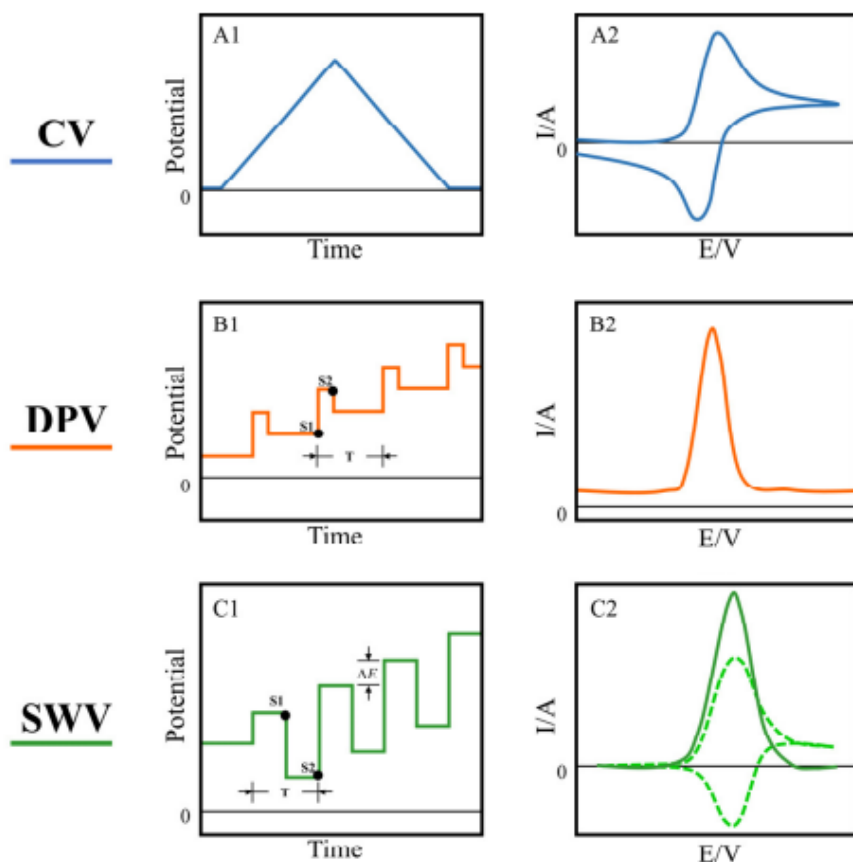 CV
A1
Potential
0
Time
A2
I/A
0
E/V
DPV
B1
Potential
S2
S1
T
0
Time
B2
I/A
0
E/V
SWV
C1
Potential
ΔE
S1
S2
T
0
Time
C2
I/A
0
E/V